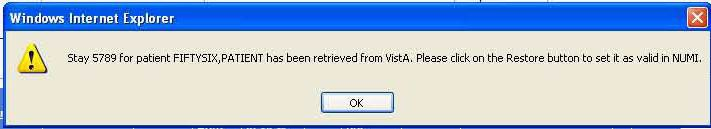 Windows Internet Explorer
Stay 5789 for patient FIFTYSIX,PATIENT has been retrieved from VistA. Please click on the Restore button to set it as valid in NUMI.
OK